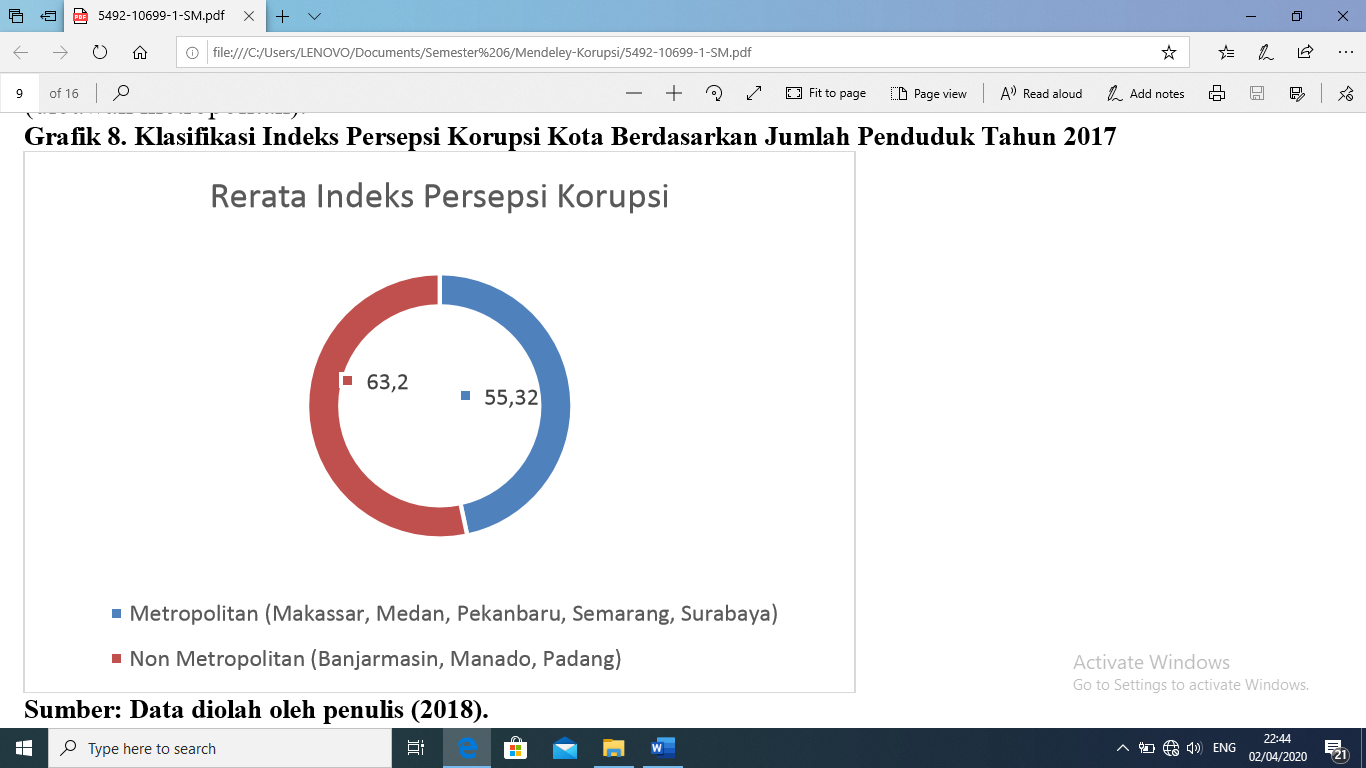 5492-10699-1-SM.pdf
file:///C:/Users/LENOVO/Documents/Semester%206/Mendeley-Korupsi/5492-10699-1-SM.pdf
9 of 16 Fit to page Page view Read aloud Add notes
Grafik 8. Klasifikasi Indeks Persepsi Korupsi Kota Berdasarkan Jumlah Penduduk Tahun 2017
Rerata Indeks Persepsi Korupsi
63,2
55,32
Metropolitan (Makassar, Medan, Pekanbaru, Semarang, Surabaya)
Non Metropolitan (Banjarmasin, Manado, Padang)
Activate Windows
Go to Settings to activate Windows.
Sumber: Data diolah oleh penulis (2018).
Type here to search
ENG
22:44
02/04/2020
21